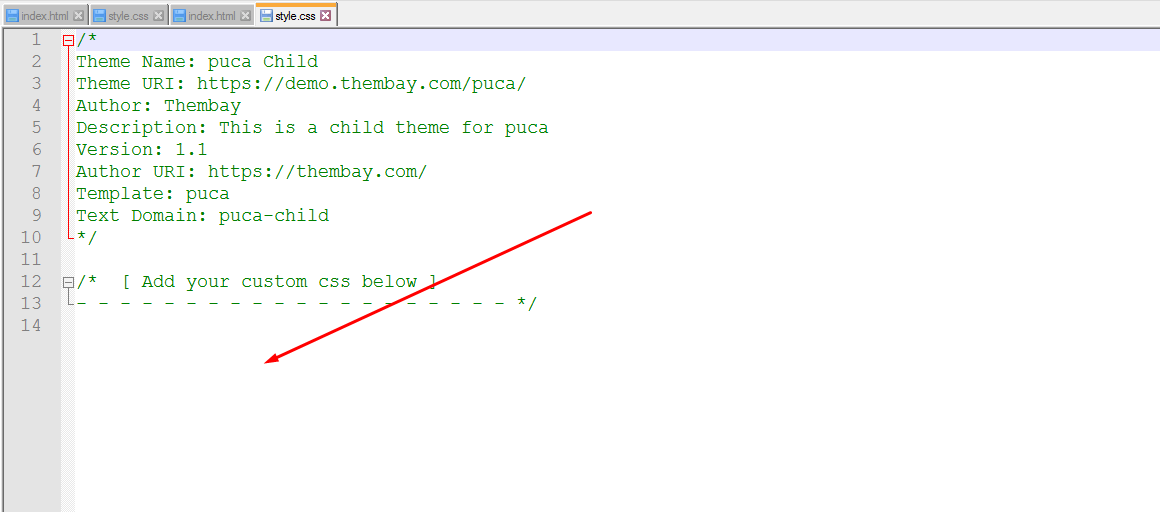 index.html style.css index.html style.css
1 /*
2 Theme Name: puca Child
3 Theme URI: https://demo.thembay.com/puca/
4 Author: Thembay
5 Description: This is a child theme for puca
6 Version: 1.1
7 Author URI: https://thembay.com/
8 Template: puca
9 Text Domain: puca-child
10 */
11
12 /*  [ Add your custom css below ]
13 - - - - - - - - - - - - - - - - - - - - */
14